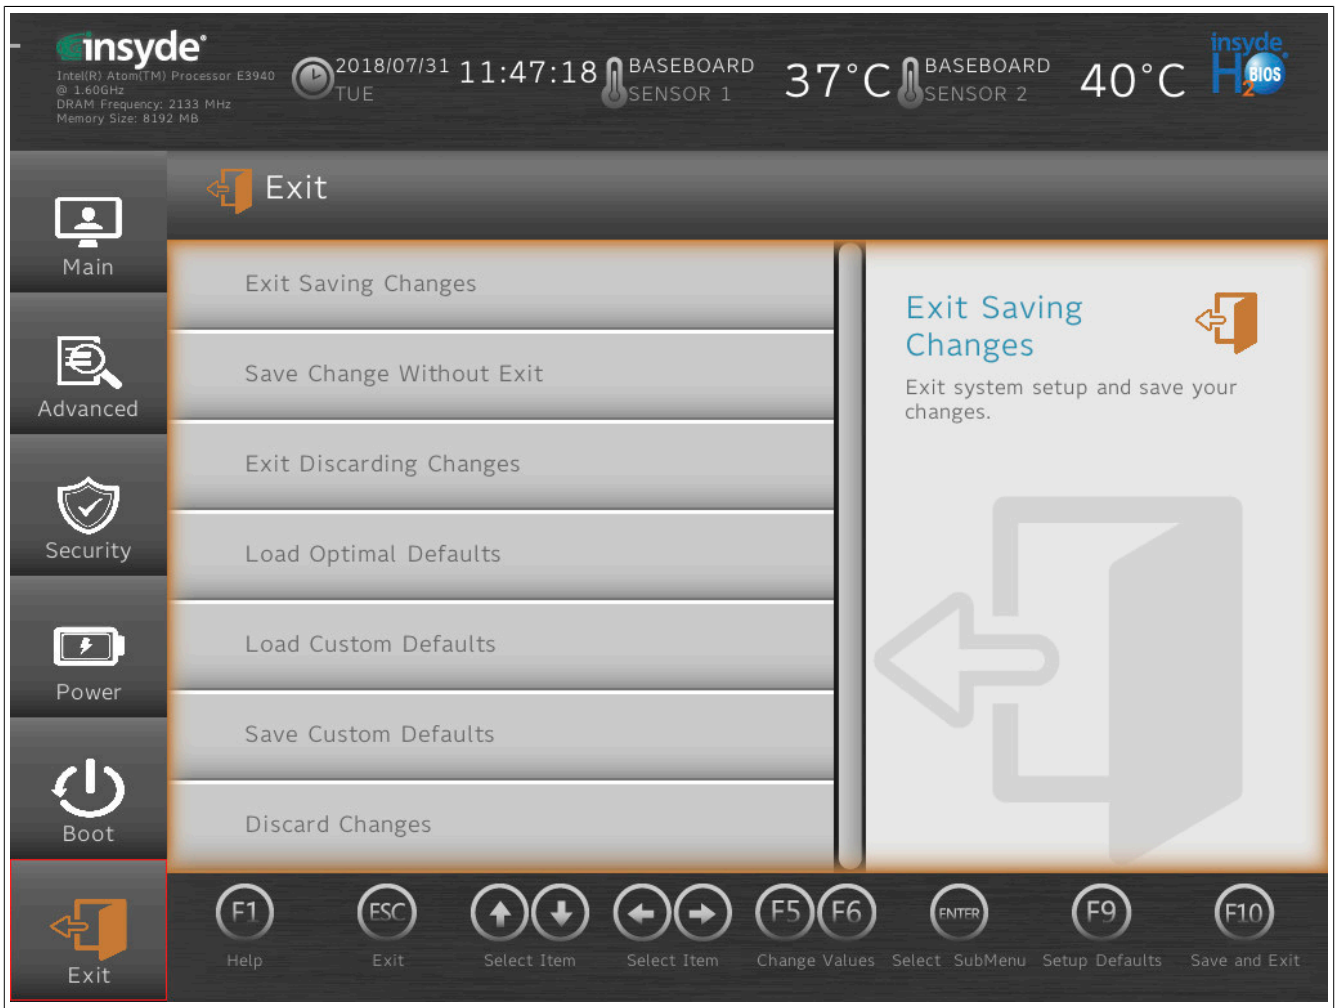 insyde®
Intel(R) Atom(TM) Processor E3940
@ 1.60GHz
DRAM Frequency: 2133 MHz
Memory Size: 8192 MB
2018/07/31
TUE
11:47:18
BASEBOARD
SENSOR 1
37°C
BASEBOARD
SENSOR 2
40°C
insyde
H2BIOS
Exit
Main
Advanced
Security
Power
Boot
Exit
Exit Saving Changes
Save Change Without Exit
Exit Discarding Changes
Load Optimal Defaults
Load Custom Defaults
Save Custom Defaults
Discard Changes
Exit Saving
Changes
Exit system setup and save your
changes.
F1
Help
ESC
Exit
Select Item
Select Item
F5 F6
Change Values
ENTER
Select SubMenu
F9
Setup Defaults
F10
Save and Exit